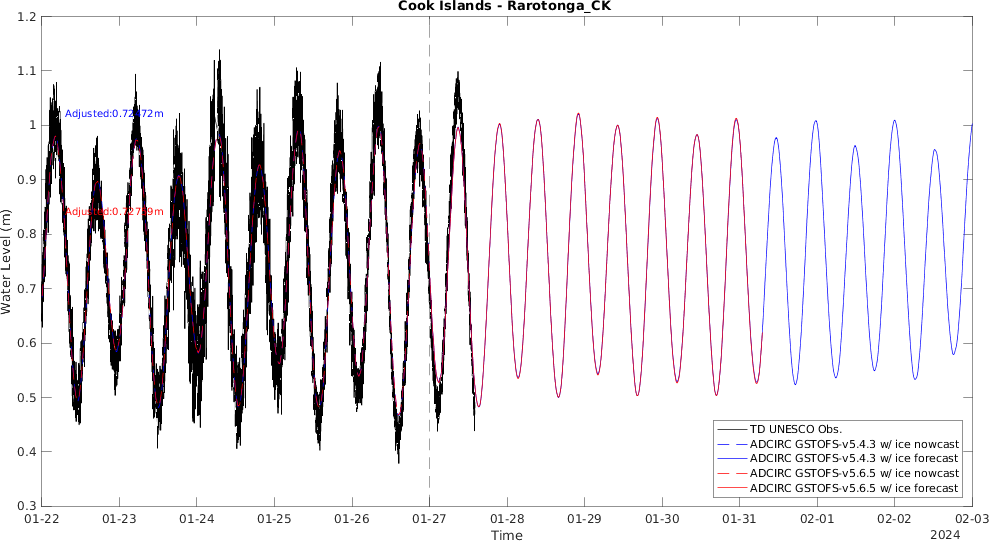 Cook Islands - Rarotonga_CK
Water Level (m)
1.2
1.1
1
0.9
0.8
0.7
0.6
0.5
0.4
0.3
Adjusted:0.72472m
01-22
01-23
01-24
01-25
01-26
01-27
01-28
01-29
01-30
01-31
02-01
02-02
02-03
Time
2024
TD UNESCO Obs.
ADCIRC GSTOFS-v5.4.3 w/ ice nowcast
ADCIRC GSTOFS-v5.4.3 w/ ice forecast
ADCIRC GSTOFS-v5.6.5 w/ ice nowcast
ADCIRC GSTOFS-v5.6.5 w/ ice forecast